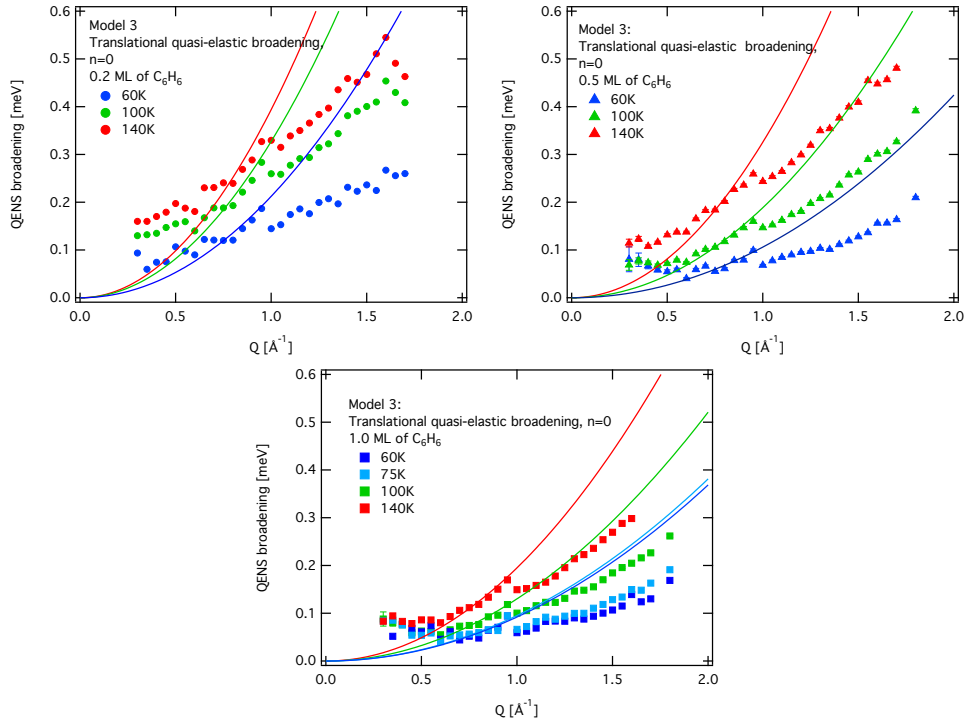 Model 3
Translational quasi-elastic broadening,
n=0
0.2 ML of C₆H₆
60K
100K
140K
QENS broadening [meV]
0.6
0.5
0.4
0.3
0.2
0.1
0.0
0.0 0.5 1.0 1.5 2.0
Q [Å⁻¹]
Model 3:
Translational quasi-elastic broadening,
n=0
0.5 ML of C₆H₆
60K
100K
140K
QENS broadening [meV]
0.6
0.5
0.4
0.3
0.2
0.1
0.0
0.0 0.5 1.0 1.5 2.0
Q [Å⁻¹]
Model 3:
Translational quasi-elastic broadening, n=0
1.0 ML of C₆H₆
60K
75K
100K
140K
QENS broadening [meV]
0.6
0.5
0.4
0.3
0.2
0.1
0.0
0.0 0.5 1.0 1.5 2.0
Q [Å⁻¹]